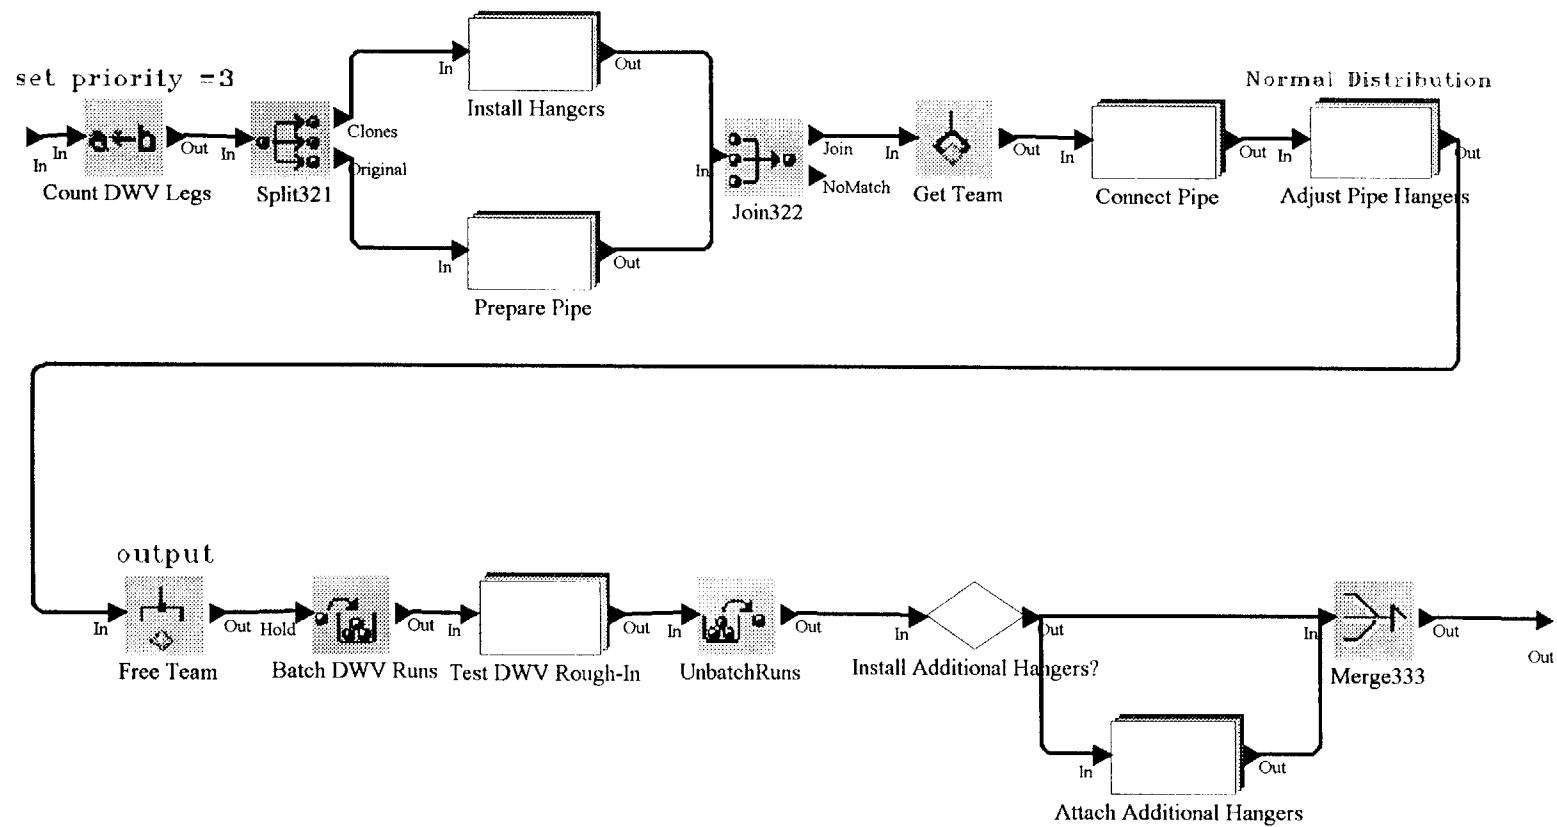 set priority =3
Normal Distribution
In
In
a←b
Out
In
Clones
Original
In
Out
In
Join
NoMatch
In
Out
In
Out
In
Out
Count DWV Legs
Split321
Install Hangers
Join322
Get Team
Connect Pipe
Adjust Pipe Hangers
In
Out
Prepare Pipe
output
In
Out
Hold
Out
In
Out
In
Out
In
Out
In
Out
Out
Free Team
Batch DWV Runs
Test DWV Rough-In
UnbatchRuns
Install Additional Hangers?
Merge333
In
Out
Attach Additional Hangers